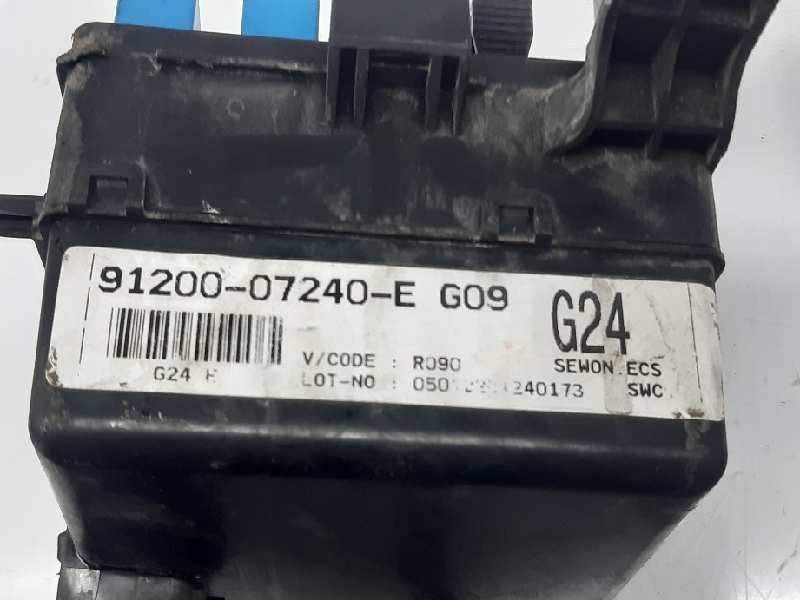 91200-07240-E G09
G24
V/CODE : R090
SEWON ECS
G24
LOT-NO :
SWC